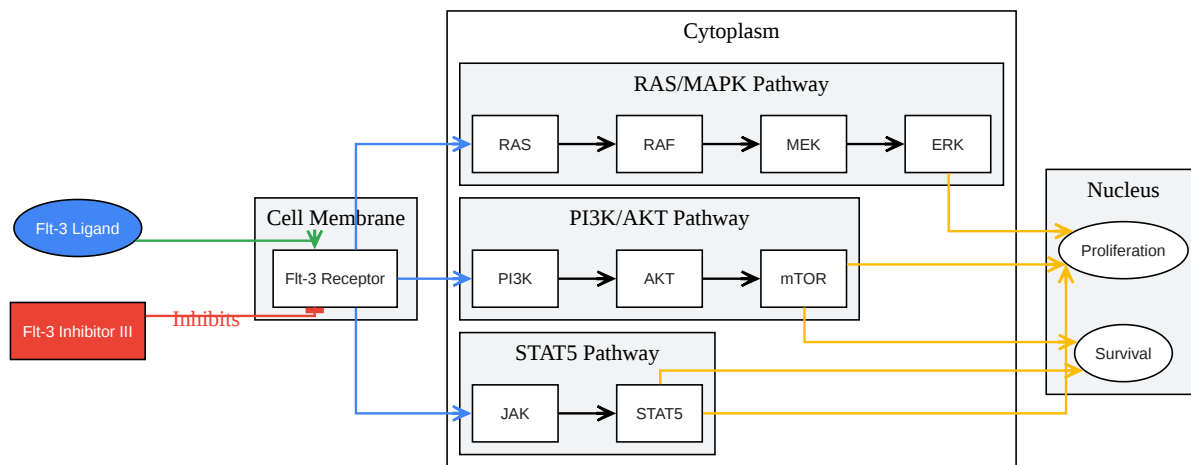 Cytoplasm
RAS/MAPK Pathway
RAS
RAF
MEK
ERK
Flt-3 Ligand
Cell Membrane
Flt-3 Receptor
PI3K/AKT Pathway
PI3K
AKT
mTOR
Nucleus
Proliferation
Survival
Flt-3 Inhibitor III
Inhibits
STAT5 Pathway
JAK
STAT5